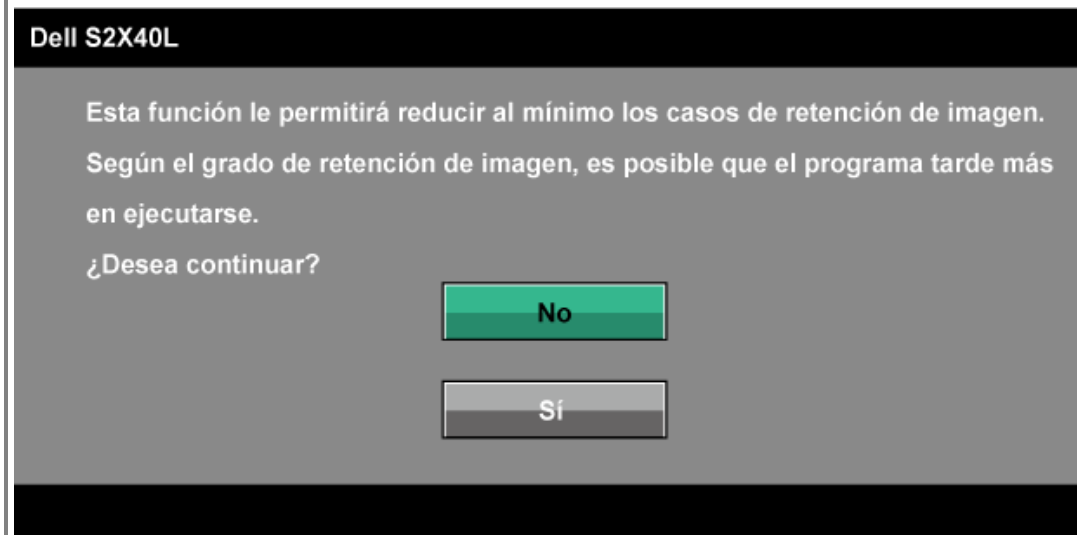 Dell S2X40L
Esta función le permitirá reducir al mínimo los casos de retención de imagen.
Según el grado de retención de imagen, es posible que el programa tarde más
en ejecutarse.
¿Desea continuar?
No
Sí